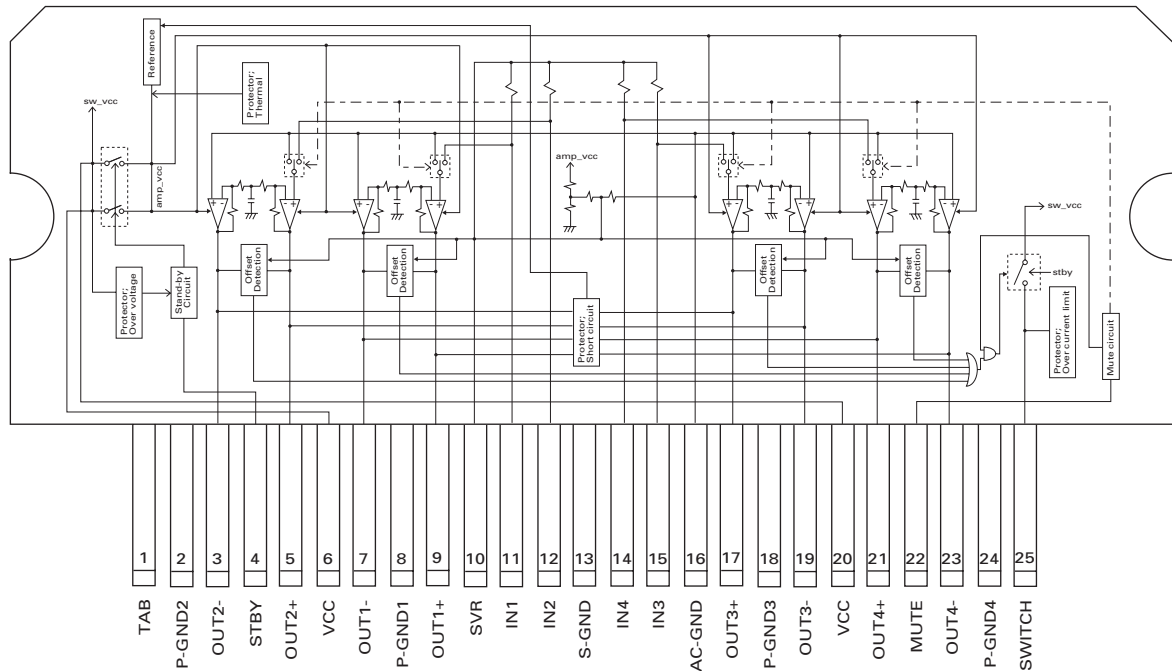 Reference
Protector;
Thermal
sw_vcc
amp_vcc
amp_vcc
sw_vcc
stby
Offset
Detection
Offset
Detection
Offset
Detection
Offset
Detection
Protector;
Over voltage
Stand-by
Circuit
Protector;
Short circuit
Protector;
Over current limit
Mute circuit
+ -
- +
+ -
- +
+ -
- +
+ -
- +
1 2 3 4 5 6 7 8 9 10 11 12 13 14 15 16 17 18 19 20 21 22 23 24 25
TAB
P-GND2
OUT2-
STBY
OUT2+
VCC
OUT1-
P-GND1
OUT1+
SVR
IN1
IN2
S-GND
IN4
IN3
AC-GND
OUT3+
P-GND3
OUT3-
VCC
OUT4+
MUTE
OUT4-
P-GND4
SWITCH